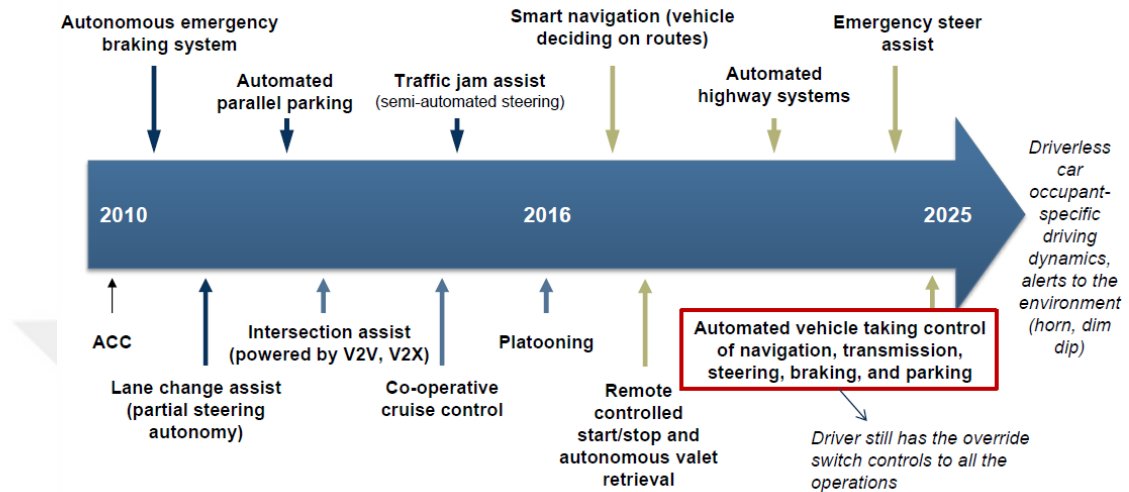 Autonomous emergency
braking system
Automated
parallel parking
Traffic jam assist
(semi-automated steering)
Smart navigation (vehicle
deciding on routes)
Automated
highway systems
Emergency steer
assist
2010
2016
2025
Driverless
car
occupant-
specific
driving
dynamics,
alerts to the
environment
(horn, dim
dip)
ACC
Lane change assist
(partial steering
autonomy)
Intersection assist
(powered by V2V, V2X)
Co-operative
cruise control
Platooning
Remote
controlled
start/stop and
autonomous valet
retrieval
Automated vehicle taking control
of navigation, transmission,
steering, braking, and parking
Driver still has the override
switch controls to all the
operations